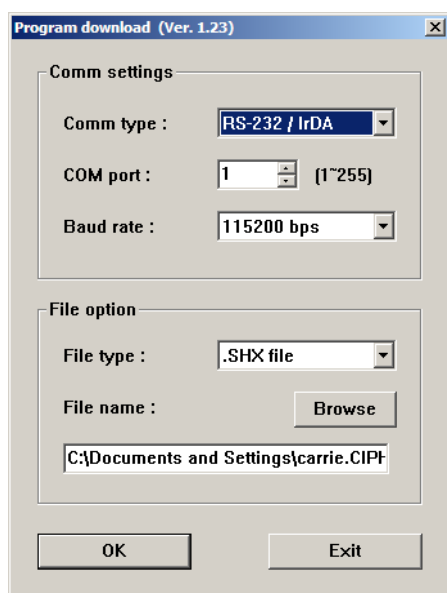 Program download (Ver. 1.23)
Comm settings
Comm type : RS-232 / IrDA
COM port : 1 (1~255)
Baud rate : 115200 bps
File option
File type : .SHX file
File name : Browse
C:\Documents and Settings\carrie.CIPH
OK Exit